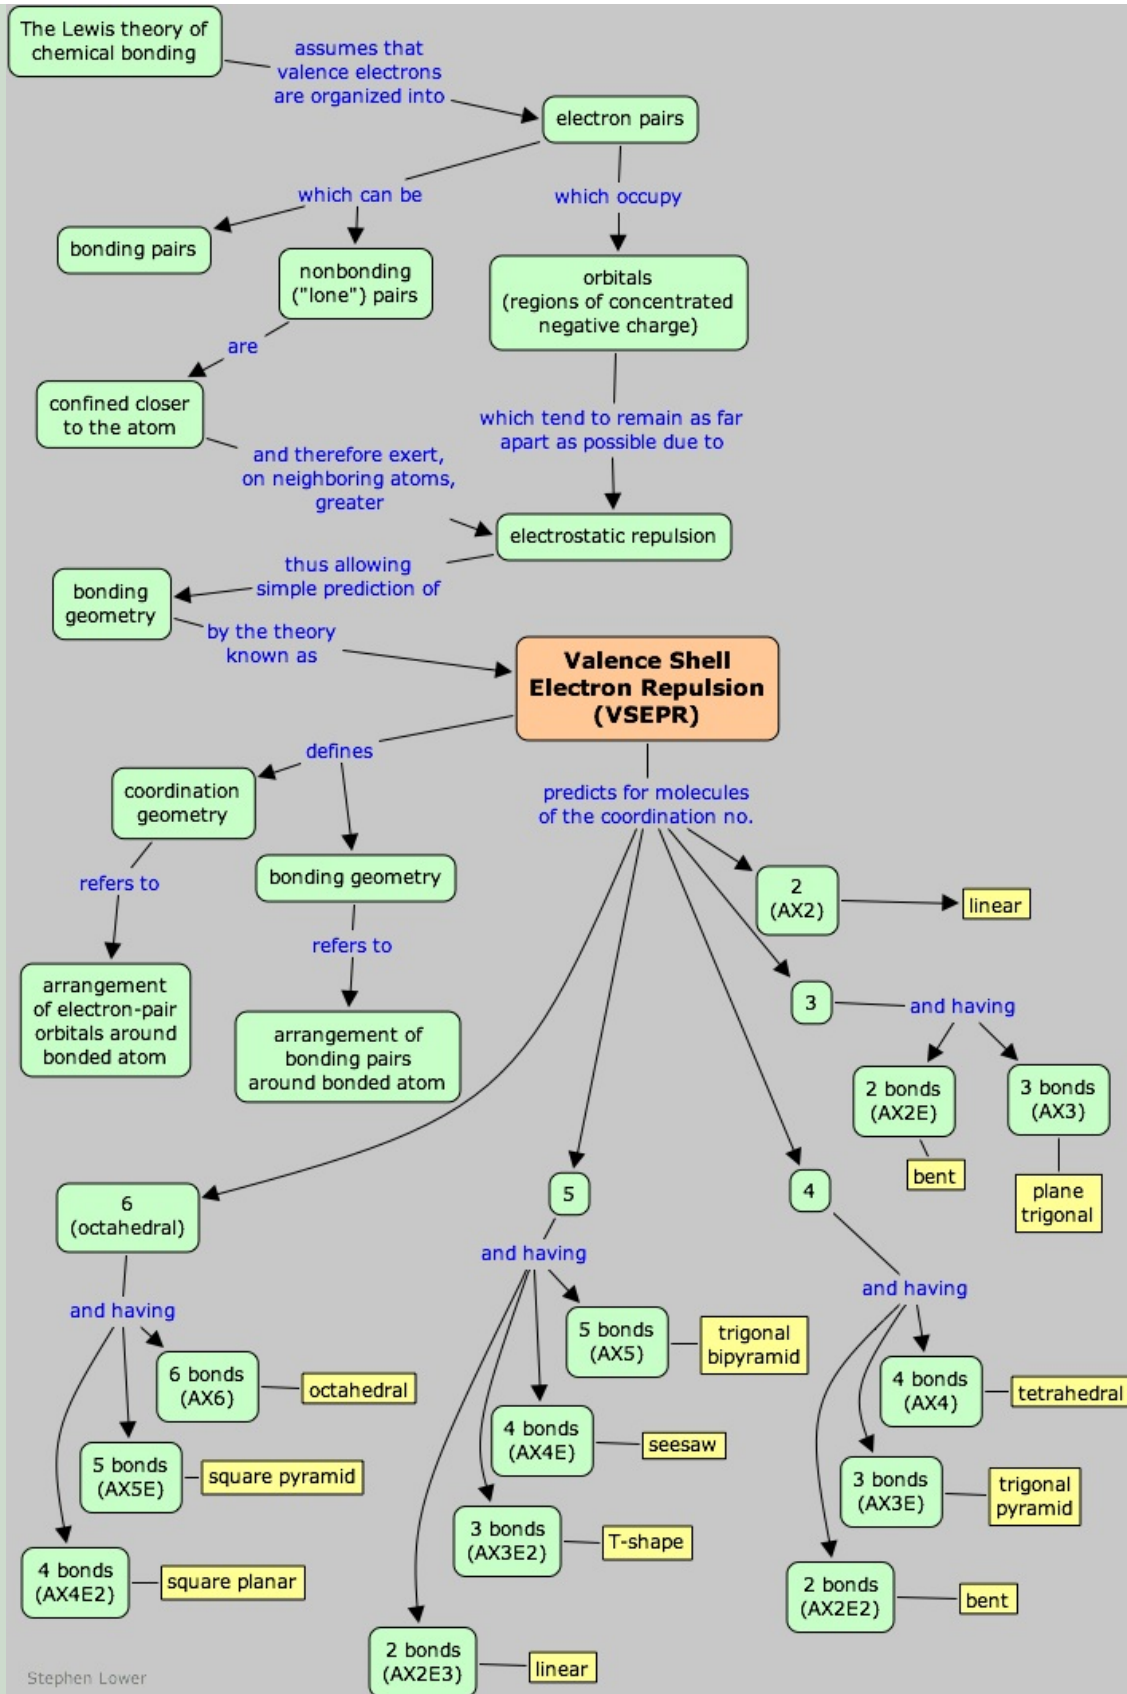 The Lewis theory of
chemical bonding
assumes that
valence electrons
are organized into
electron pairs
which can be
which occupy
bonding pairs
nonbonding
("lone") pairs
orbitals
(regions of concentrated
negative charge)
are
confined closer
to the atom
which tend to remain as far
apart as possible due to
and therefore exert,
on neighboring atoms,
greater
electrostatic repulsion
thus allowing
simple prediction of
bonding
geometry
by the theory
known as
Valence Shell
Electron Repulsion
(VSEPR)
defines
coordination
geometry
predicts for molecules
of the coordination no.
refers to
bonding geometry
2
(AX2)
linear
refers to
arrangement
of electron-pair
orbitals around
bonded atom
arrangement of
bonding pairs
around bonded atom
3
and having
2 bonds
(AX2E)
3 bonds
(AX3)
bent
plane
trigonal
6
(octahedral)
5
4
and having
and having
and having
6 bonds
(AX6)
octahedral
5 bonds
(AX5E)
square pyramid
4 bonds
(AX4E2)
square planar
5 bonds
(AX5)
trigonal
bipyramid
4 bonds
(AX4E)
seesaw
3 bonds
(AX3E2)
T-shape
2 bonds
(AX2E3)
linear
4 bonds
(AX4)
tetrahedral
3 bonds
(AX3E)
trigonal
pyramid
2 bonds
(AX2E2)
bent
Stephen Lower